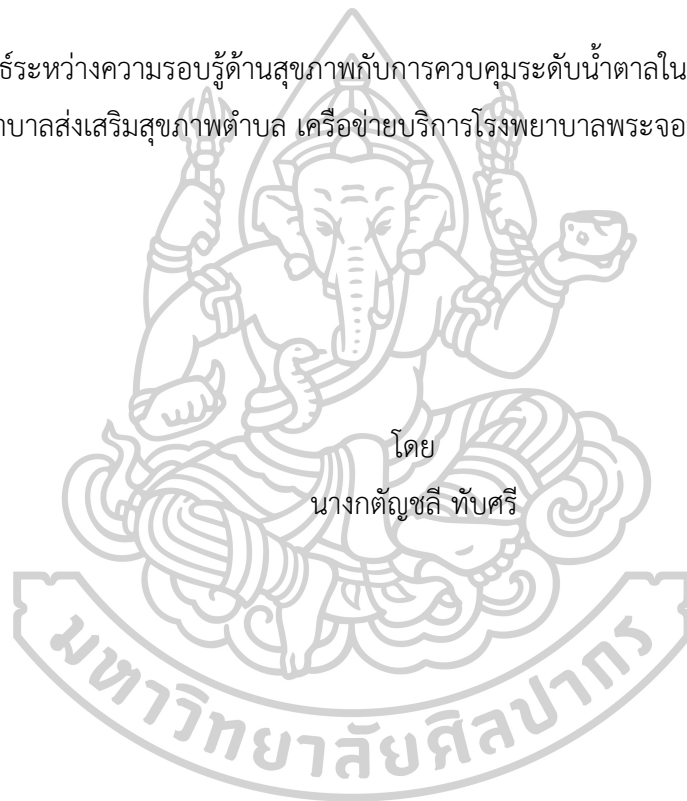 ธ์ระหว่างความรอบรู้ด้านสุขภาพกับการควบคุมระดับน้ำตาลใน
าบาลส่งเสริมสุขภาพตำบล เครือข่ายบริการโรงพยาบาลพระจอ
โดย
นางกตัญชลี ทับศรี
มหาวิทยาลัยศิลปากร